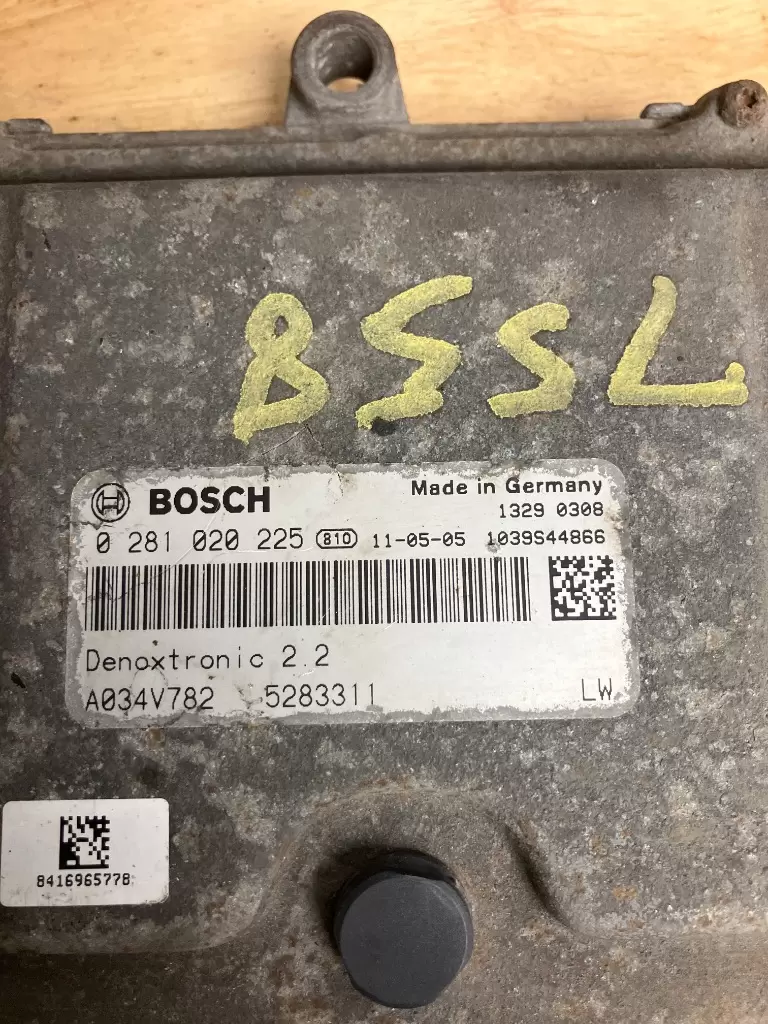 BSSL
BOSCH
Made in Germany
1329 0308
0 281 020 225 810 11-05-05 1039S44866
Denoxtronic 2.2
A034V782 5283311 LW
8416965778